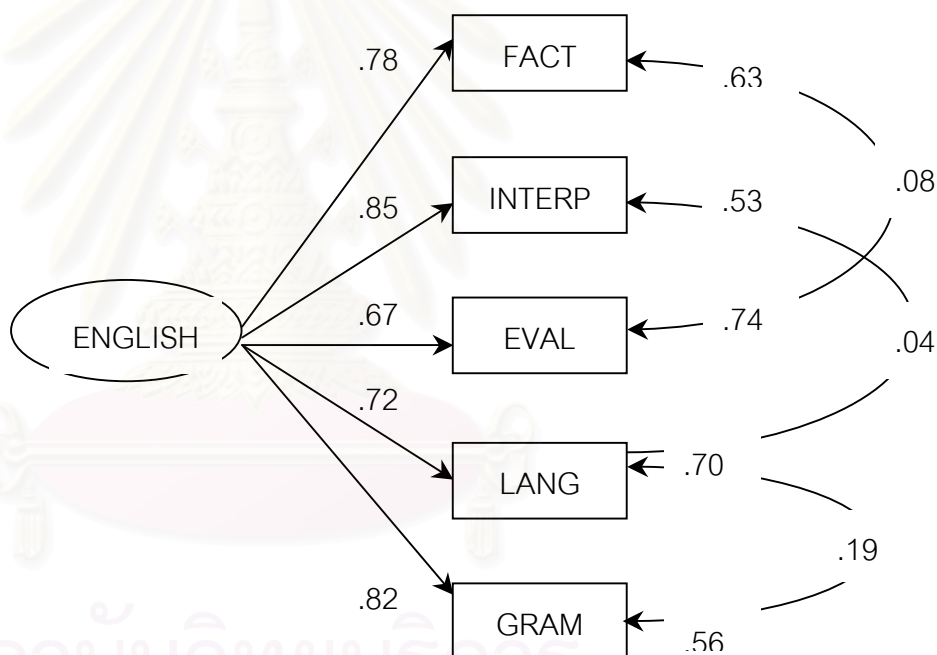 .78
FACT
.63
.08
.85
INTERP
.53
ENGLISH
.67
EVAL
.74
.04
.72
LANG
.70
.19
.82
GRAM
.56